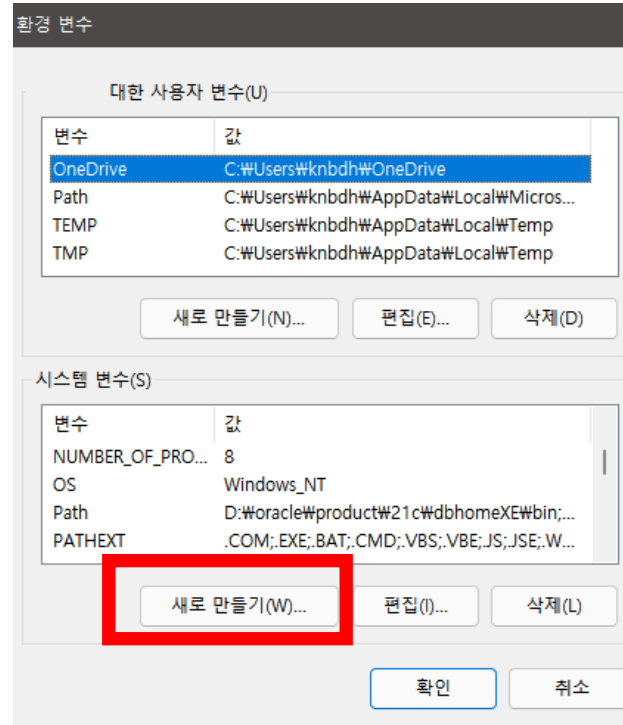 환경 변수
대한 사용자 변수(U)
변수 값
OneDrive C:₩Users₩knbdh₩OneDrive
Path C:₩Users₩knbdh₩AppData₩Local₩Micros...
TEMP C:₩Users₩knbdh₩AppData₩Local₩Temp
TMP C:₩Users₩knbdh₩AppData₩Local₩Temp
새로 만들기(N)... 편집(E)... 삭제(D)
시스템 변수(S)
변수 값
NUMBER_OF_PRO... 8
OS Windows_NT
Path D:₩oracle₩product₩21c₩dbhomeXE₩bin;...
PATHEXT .COM;.EXE;.BAT;.CMD;.VBS;.VBE;.JS;.JSE;.W...
새로 만들기(W)... 편집(I)... 삭제(L)
확인 취소